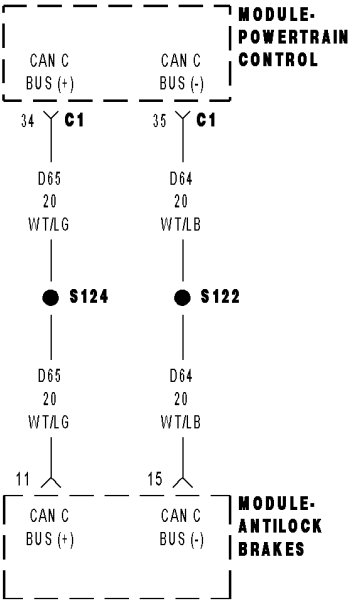 MODULE-
POWERTRAIN
CONTROL
CAN C
BUS (+)
CAN C
BUS (-)
34 C1
35 C1
D65
20
WT/LG
D64
20
WT/LB
S124
S122
D65
20
WT/LG
D64
20
WT/LB
11
15
CAN C
BUS (+)
CAN C
BUS (-)
MODULE-
ANTILOCK
BRAKES